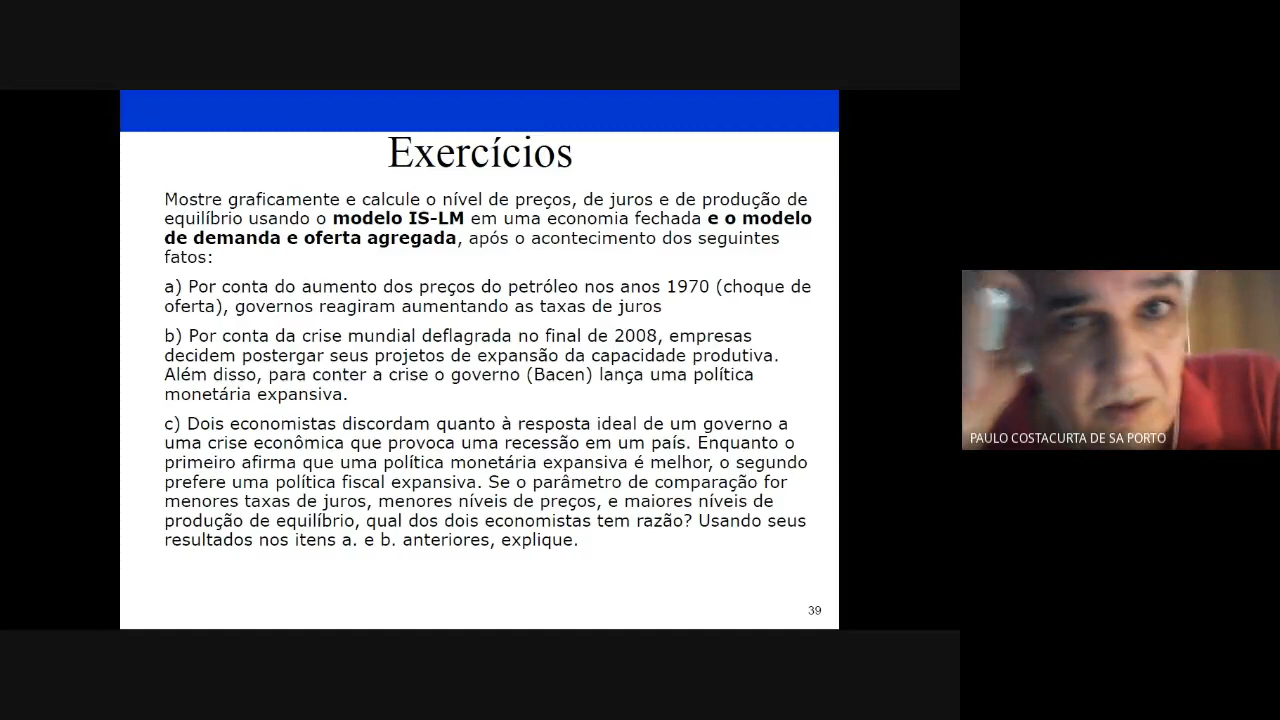 Exercícios
Mostre graficamente e calcule o nível de preços, de juros e de produção de
equilíbrio usando o modelo IS-LM em uma economia fechada e o modelo
de demanda e oferta agregada, após o acontecimento dos seguintes
fatos:
a) Por conta do aumento dos preços do petróleo nos anos 1970 (choque de
oferta), governos reagiram aumentando as taxas de juros
b) Por conta da crise mundial deflagrada no final de 2008, empresas
decidem postergar seus projetos de expansão da capacidade produtiva.
Além disso, para conter a crise o governo (Bacen) lança uma política
monetária expansiva.
c) Dois economistas discordam quanto à resposta ideal de um governo a
uma crise econômica que provoca uma recessão em um país. Enquanto o
primeiro afirma que uma política monetária expansiva é melhor, o segundo
prefere uma política fiscal expansiva. Se o parâmetro de comparação for
menores taxas de juros, menores níveis de preços, e maiores níveis de
produção de equilíbrio, qual dos dois economistas tem razão? Usando seus
resultados nos itens a. e b. anteriores, explique.
39
PAULO COSTACURTA DE SA PORTO